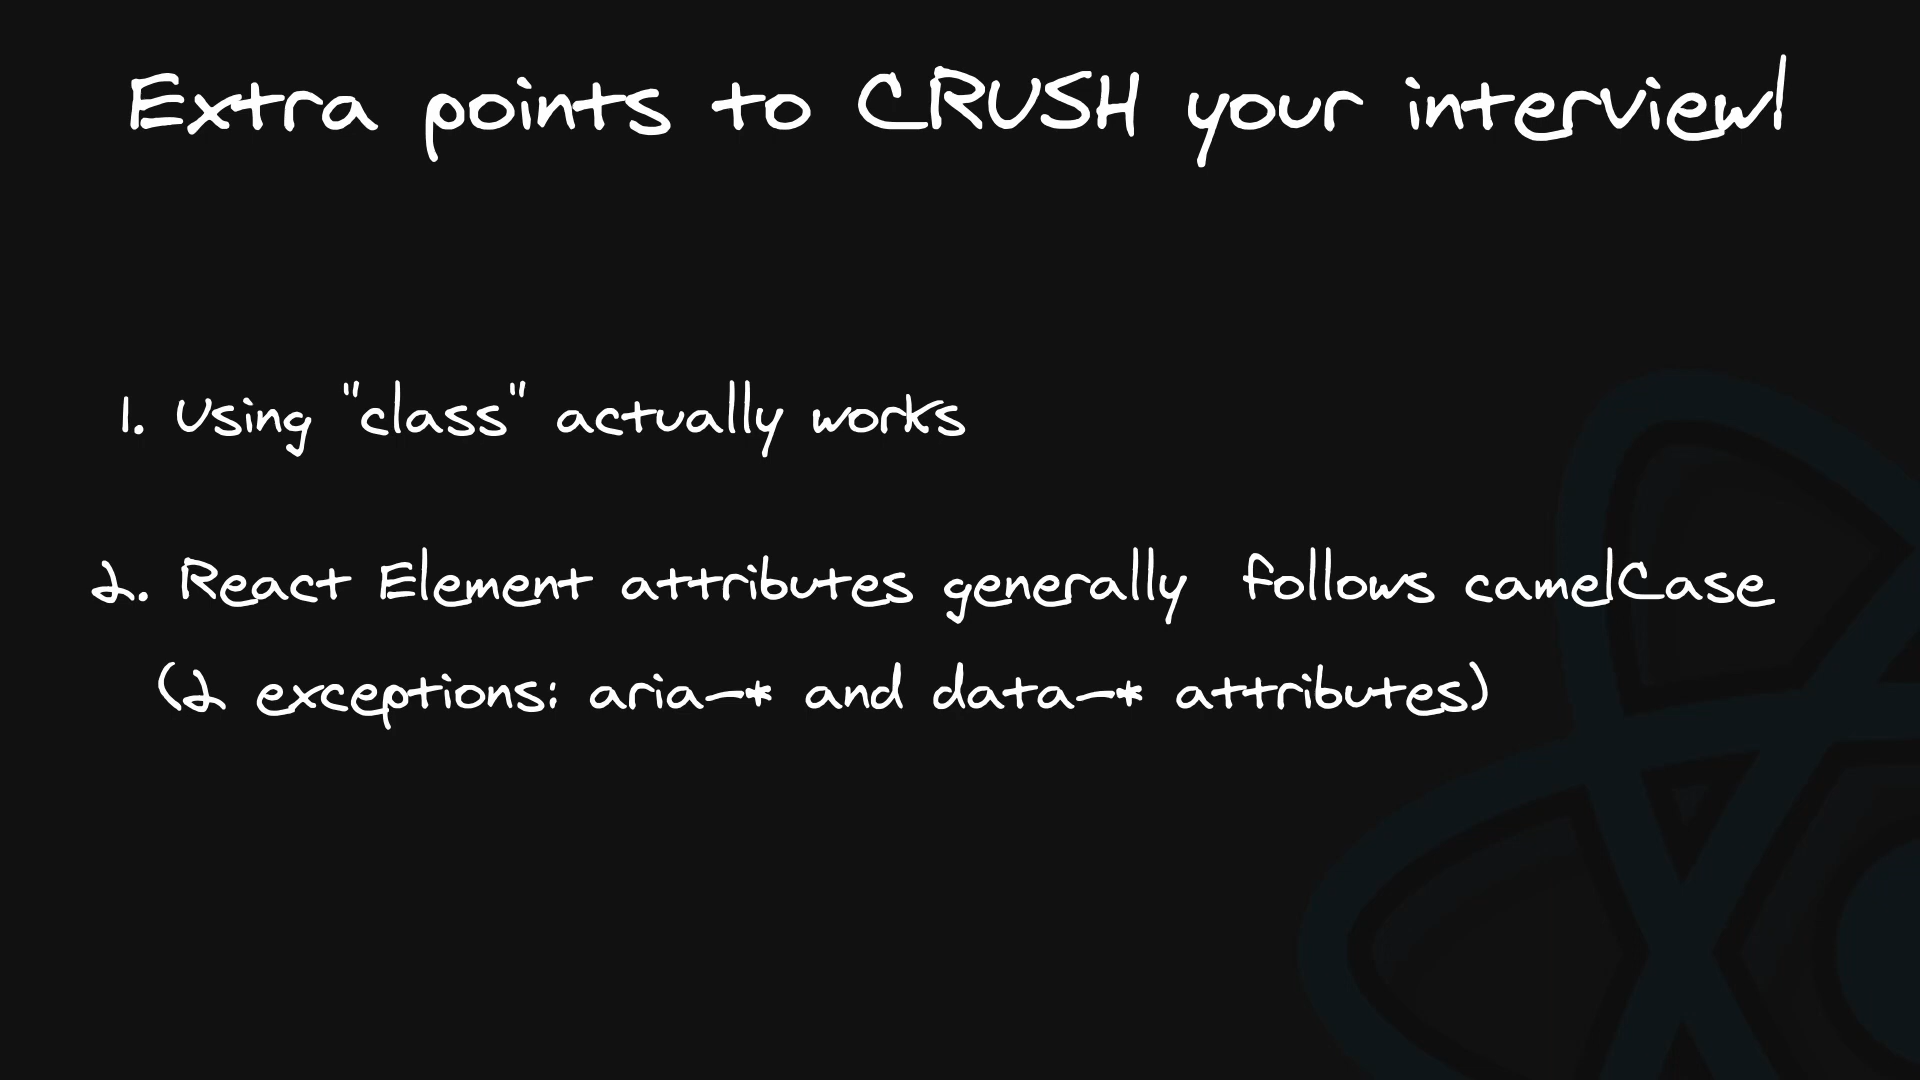 Extra points to CRUSH your interview!
1. Using "class" actually works
2. React Element attributes generally follows camelCase
(2 exceptions: aria-* and data-* attributes)